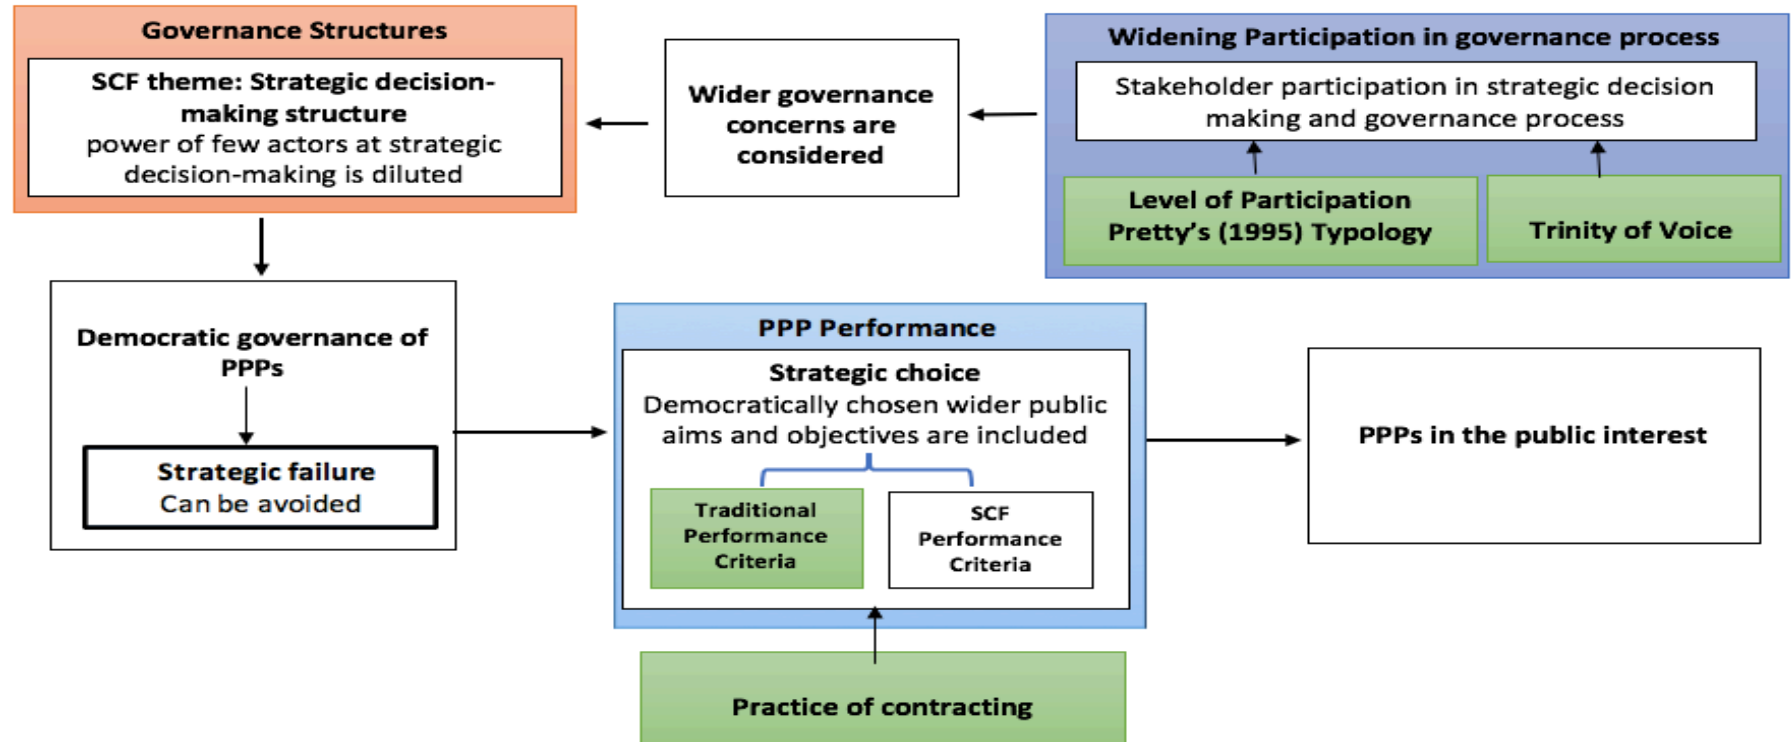 Governance Structures
SCF theme: Strategic decision-
making structure
power of few actors at strategic
decision-making is diluted
Wider governance
concerns are
considered
Widening Participation in governance process
Stakeholder participation in strategic decision
making and governance process
Level of Participation
Pretty's (1995) Typology
Trinity of Voice
Democratic governance of
PPPs
Strategic failure
Can be avoided
PPP Performance
Strategic choice
Democratically chosen wider public
aims and objectives are included
Traditional
Performance
Criteria
SCF
Performance
Criteria
PPPs in the public interest
Practice of contracting